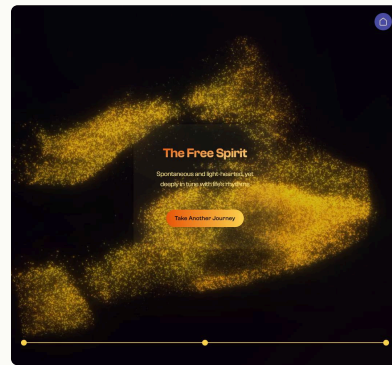 The Free Spirit
Spontaneous and light-hearted, yet
deeply in tune with life's rhythms
Take Another Journey